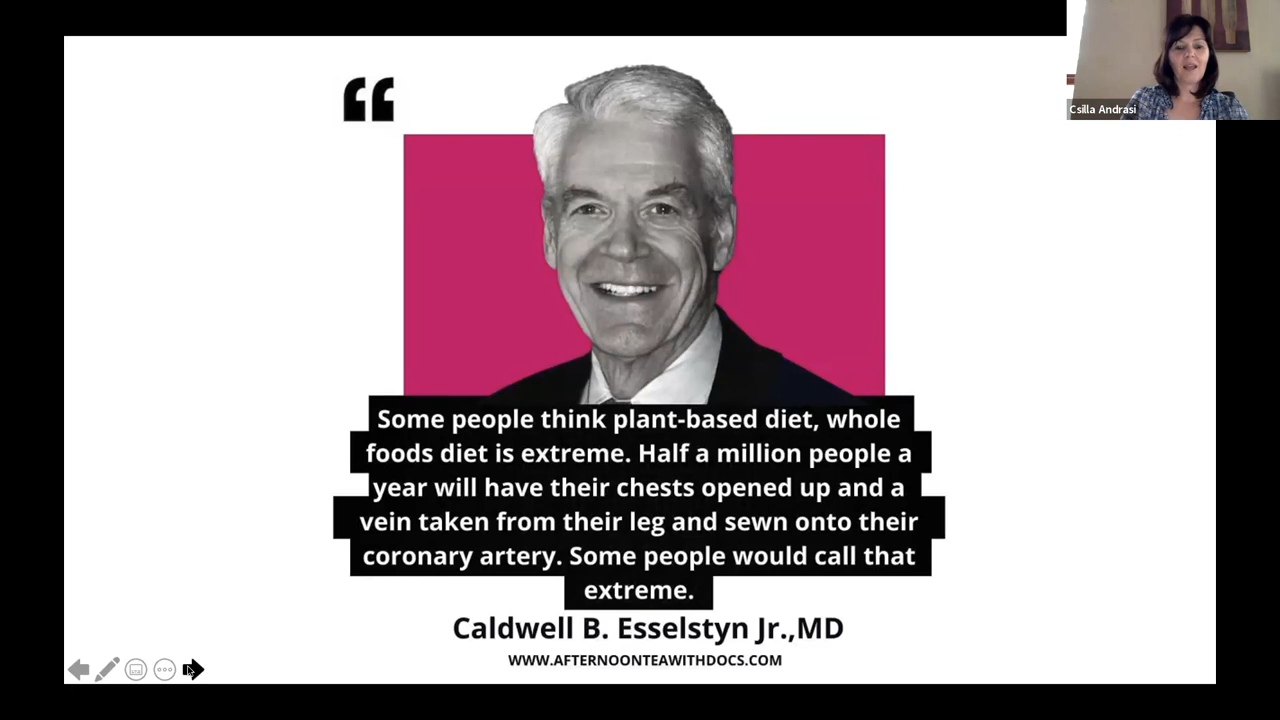 Csilla Andrasi
“
Some people think plant-based diet, whole
foods diet is extreme. Half a million people a
year will have their chests opened up and a
vein taken from their leg and sewn onto their
coronary artery. Some people would call that
extreme.
Caldwell B. Esselstyn Jr.,MD
WWW.AFTERNOONTEAWITHDOCS.COM